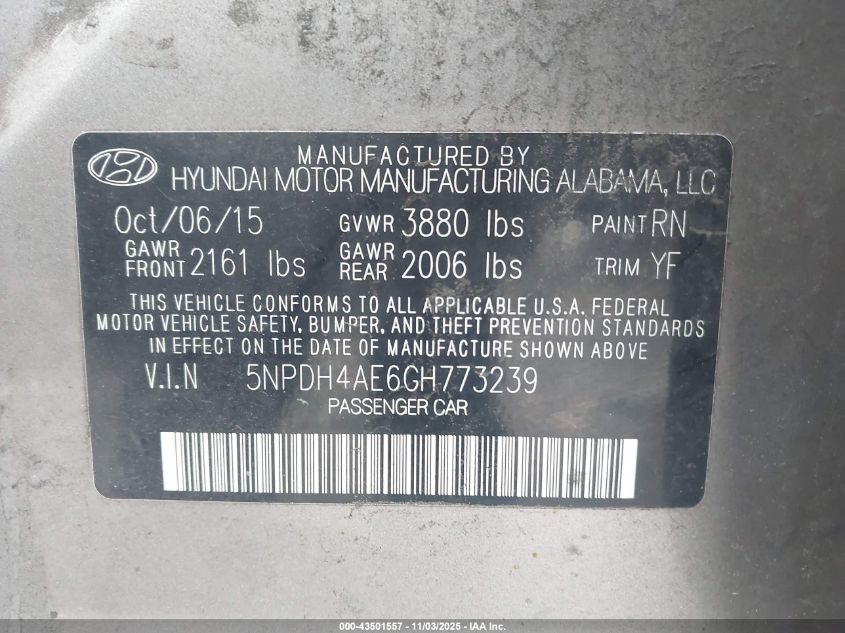 MANUFACTURED BY
HYUNDAI MOTOR MANUFACTURING ALABAMA, LLC
Oct/06/15 GVWR 3880 lbs PAINT RN
GAWR FRONT 2161 lbs GAWR REAR 2006 lbs TRIM YF
THIS VEHICLE CONFORMS TO ALL APPLICABLE U.S.A. FEDERAL
MOTOR VEHICLE SAFETY, BUMPER, AND THEFT PREVENTION STANDARDS
IN EFFECT ON THE DATE OF MANUFACTURE SHOWN ABOVE
V.I.N 5NPDH4AE6GH773239
PASSENGER CAR
000-43501557 - 11/03/2025 - IAA Inc.